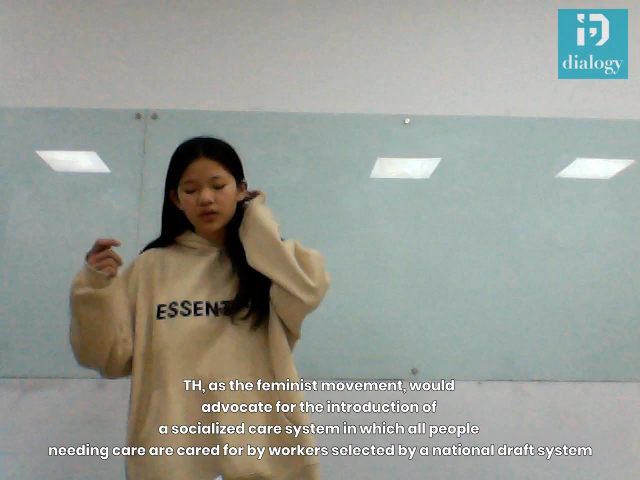 dialogy
ESSENT
TH, as the feminist movement, would
advocate for the introduction of
a socialized care system in which all people
needing care are cared for by workers selected by a national draft system